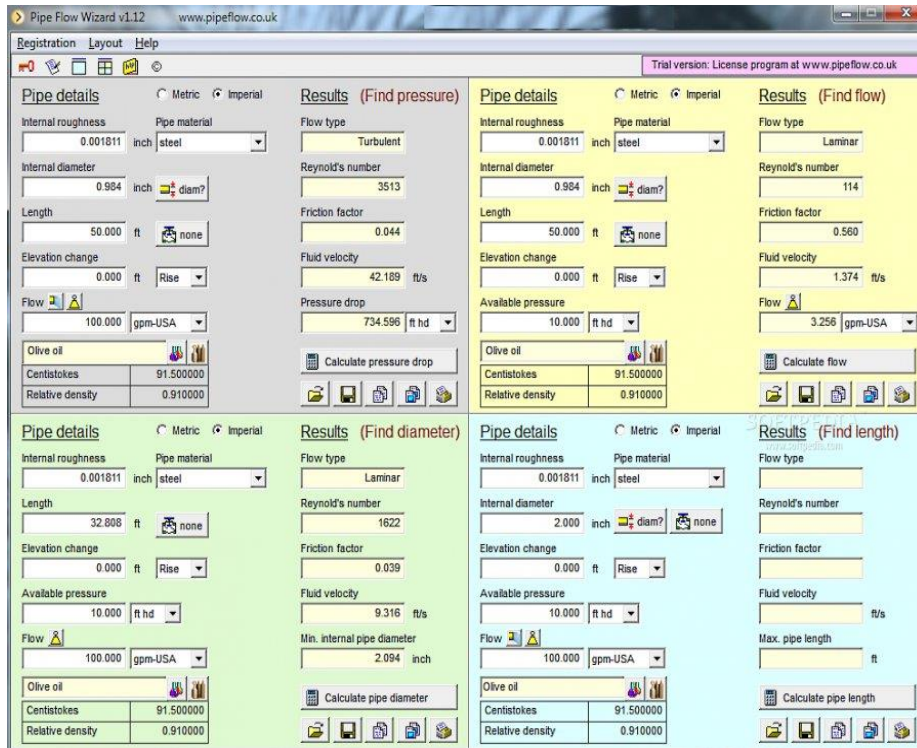 Pipe Flow Wizard v1.12 www.pipeflow.co.uk
Registration Layout Help
Trial version: License program at www.pipeflow.co.uk
Pipe details Metric Imperial Results (Find pressure)
Internal roughness Pipe material Flow type
0.001811 inch steel Turbulent
Internal diameter Reynold's number
0.984 inch diam? 3513
Length Friction factor
50.000 ft none 0.044
Elevation change Fluid velocity
0.000 ft Rise 42.189 ft/s
Flow Pressure drop
100.000 gpm-USA 734.596 ft hd
Olive oil Calculate pressure drop
Centistokes 91.500000
Relative density 0.910000
Pipe details Metric Imperial Results (Find flow)
Internal roughness Pipe material Flow type
0.001811 inch steel Laminar
Internal diameter Reynold's number
0.984 inch diam? 114
Length Friction factor
50.000 ft none 0.560
Elevation change Fluid velocity
0.000 ft Rise 1.374 ft/s
Available pressure Flow
10.000 ft hd 3.256 gpm-USA
Olive oil Calculate flow
Centistokes 91.500000
Relative density 0.910000
Pipe details Metric Imperial Results (Find diameter)
Internal roughness Pipe material Flow type
0.001811 inch steel Laminar
Length Reynold's number
32.808 ft none 1622
Elevation change Friction factor
0.000 ft Rise 0.039
Available pressure Fluid velocity
10.000 ft hd 9.316 ft/s
Flow Min. internal pipe diameter
100.000 gpm-USA 2.094 inch
Olive oil Calculate pipe diameter
Centistokes 91.500000
Relative density 0.910000
SOFTPEDIA
www.softpedia.com
Pipe details Metric Imperial Results (Find length)
Internal roughness Pipe material Flow type
0.001811 inch steel
Internal diameter Reynold's number
2.000 inch diam? none
Elevation change Friction factor
0.000 ft Rise
Available pressure Fluid velocity
10.000 ft hd ft/s
Flow Max. pipe length
100.000 gpm-USA ft
Olive oil Calculate pipe length
Centistokes 91.500000
Relative density 0.910000